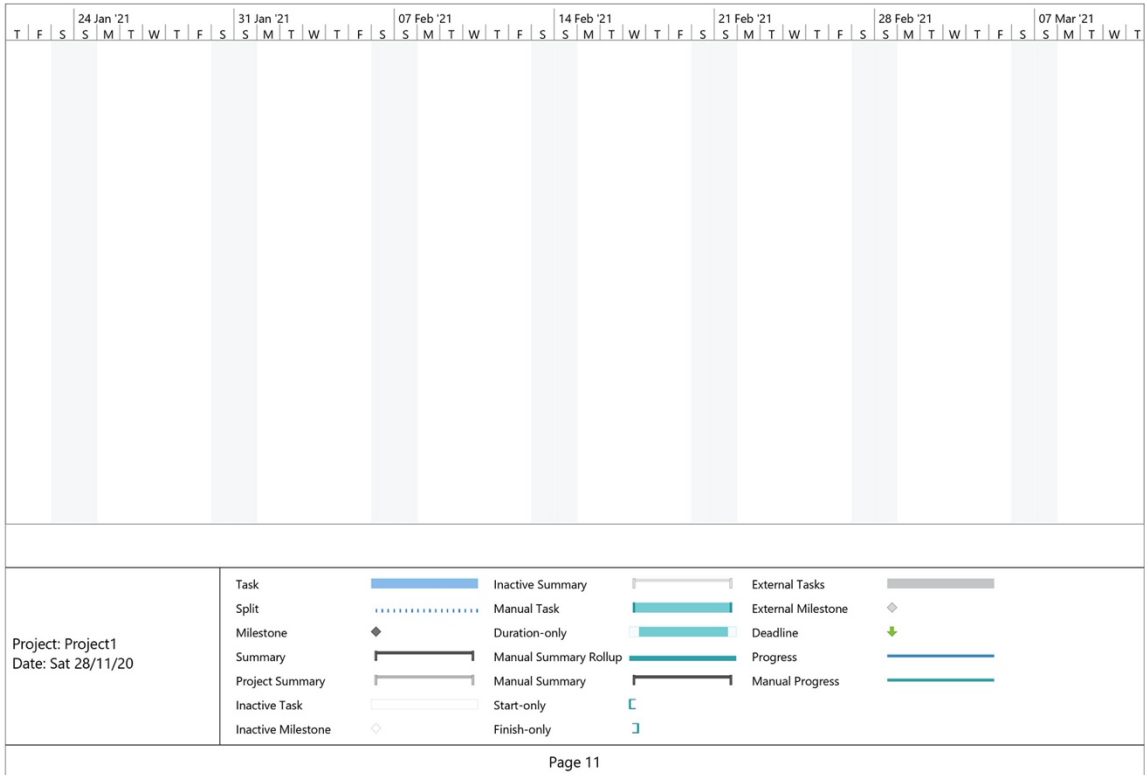 24 Jan '21 31 Jan '21 07 Feb '21 14 Feb '21 21 Feb '21 28 Feb '21 07 Mar '21
T F S S M T W T F S S M T W T F S S M T W T F S S M T W T F S S M T W T F S S M T W T F S S M T W T
Task Inactive Summary External Tasks
Split Manual Task External Milestone
Milestone Duration-only Deadline
Summary Manual Summary Rollup Progress
Project Summary Manual Summary Manual Progress
Inactive Task Start-only
Inactive Milestone Finish-only
Project: Project1
Date: Sat 28/11/20
Page 11